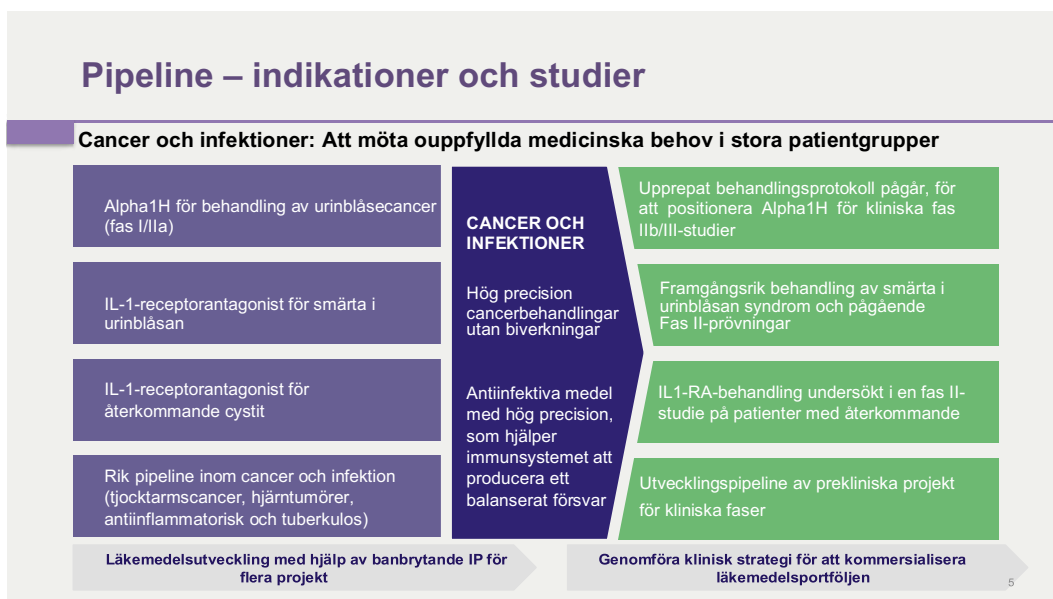 Pipeline – indikationer och studier
Cancer och infektioner: Att möta ouppfyllda medicinska behov i stora patientgrupper
Alpha1H för behandling av urinblåsecancer
(fas I/IIa)
IL-1-receptorantagonist för smärta i
urinblåsan
IL-1-receptorantagonist för
återkommande cystit
Rik pipeline inom cancer och infektion
(tjocktarmscancer, hjärntumörer,
antiinflammatorisk och tuberkulos)
CANCER OCH
INFEKTIONER
Hög precision
cancerbehandlingar
utan biverkningar
Antiinfektiva medel
med hög precision,
som hjälper
immunsystemet att
producera ett
balanserat försvar
Upprepat behandlingsprotokoll pågår, för
att positionera Alpha1H för kliniska fas
IIb/III-studier
Framgångsrik behandling av smärta i
urinblåsan syndrom och pågående
Fas II-prövningar
IL1-RA-behandling undersökt i en fas II-
studie på patienter med återkommande
Utvecklingspipeline av prekliniska projekt
för kliniska faser
Läkemedelsutveckling med hjälp av banbrytande IP för
flera projekt
Genomföra klinisk strategi för att kommersialisera
läkemedelsportföljen
5